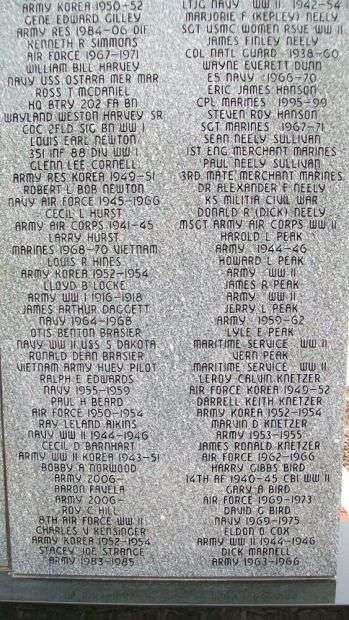 ARMY KOREA 1950-52
GENE EDWARD GILLEY
ARMY RES 1984-06 OIF
KENNETH R SIMMONS
AIR FORCE 1967-1971
WILLIAM BILL HARVEY
NAVY USS OSTARA MER MAR
ROSS T MCDANIEL
HQ BTRY 202 FA BN
WAYLAND WESTON HARVEY SR
COC 2FLD SIG BN WW I
LOUIS EARL NEWTON
351 INF 88 DIV WW I
GLENN LEE CORNELL
ARMY RES KOREA 1949-51
ROBERT L BOB NEWTON
NAVY AIR FORCE 1945-1966
CECIL L HURST
ARMY AIR CORPS 1941-45
LARRY HURST
MARINES 1968-70 VIETNAM
LOUIS R HINES
ARMY KOREA 1952-1954
LLOYD B LOCKE
ARMY WW I 1916-1918
JAMES ARTHUR DAGGETT
NAVY 1964-1968
OTIS BENTON BRASIER
NAVY WW II USS S DAKOTA
RONALD DEAN BRASIER
VIETNAM ARMY HUEY PILOT
RALPH E EDWARDS
NAVY 1955-1959
PAUL H BEARD
AIR FORCE 1950-1954
RAY LELAND AIKINS
NAVY WW II 1944-1946
CECIL D BARNHART
ARMY WW II KOREA 1943-51
BOBBY A NORWOOD
ARMY 2006-
AARON FAVELA
ARMY 2006-
ROY C HILL
8TH AIR FORCE WW II
CHARLES V KENSINGER
ARMY KOREA 1952-1954
STACEY JOE STRANGE
ARMY 1983-1985
LTJG NAVY WW II 1942-54
MARJORIE F (KEPLEY) NEELY
SGT USMC WOMEN RSVE WW II
JAMES FINLEY NEELY
COL NATL GUARD 1938-60
WAYNE EVERETT DUNN
E5 NAVY 1966-70
ERIC JAMES HANSON
CPL MARINES 1995-99
STEVEN ROY HANSON
SGT MARINES 1967-71
SEAN NEELY SULLIVAN
1ST ENG MERCHANT MARINES
PAUL NEELY SULLIVAN
3RD MATE MERCHANT MARINES
DR ALEXANDER F NEELY
KS MILITIA CIVIL WAR
DONALD R (DICK) NEELY
MSGT ARMY AIR CORPS WW II
HAROLD L PEAK
ARMY 1944-46
HOWARD L PEAK
ARMY WW II
JAMES R PEAK
ARMY WW II
JERRY L PEAK
ARMY 1959-62
LYLE E PEAK
MARITIME SERVICE WW II
VERN PEAK
MARITIME SERVICE WW II
LEROY CALVIN KNETZER
AIR FORCE KOREA 1949-52
DARRELL KEITH KNETZER
ARMY KOREA 1952-1954
MARVIN D KNETZER
ARMY 1953-1955
JAMES RONALD KNETZER
AIR FORCE 1962-1966
HARRY GIBBS BIRD
14TH AF 1940-45 CBI WW II
GARY A BIRD
AIR FORCE 1969-1973
DAVID G BIRD
NAVY 1969-1975
ELDON O COX
ARMY WW II 1944-1946
DICK MARNELL
ARMY 1963-1966